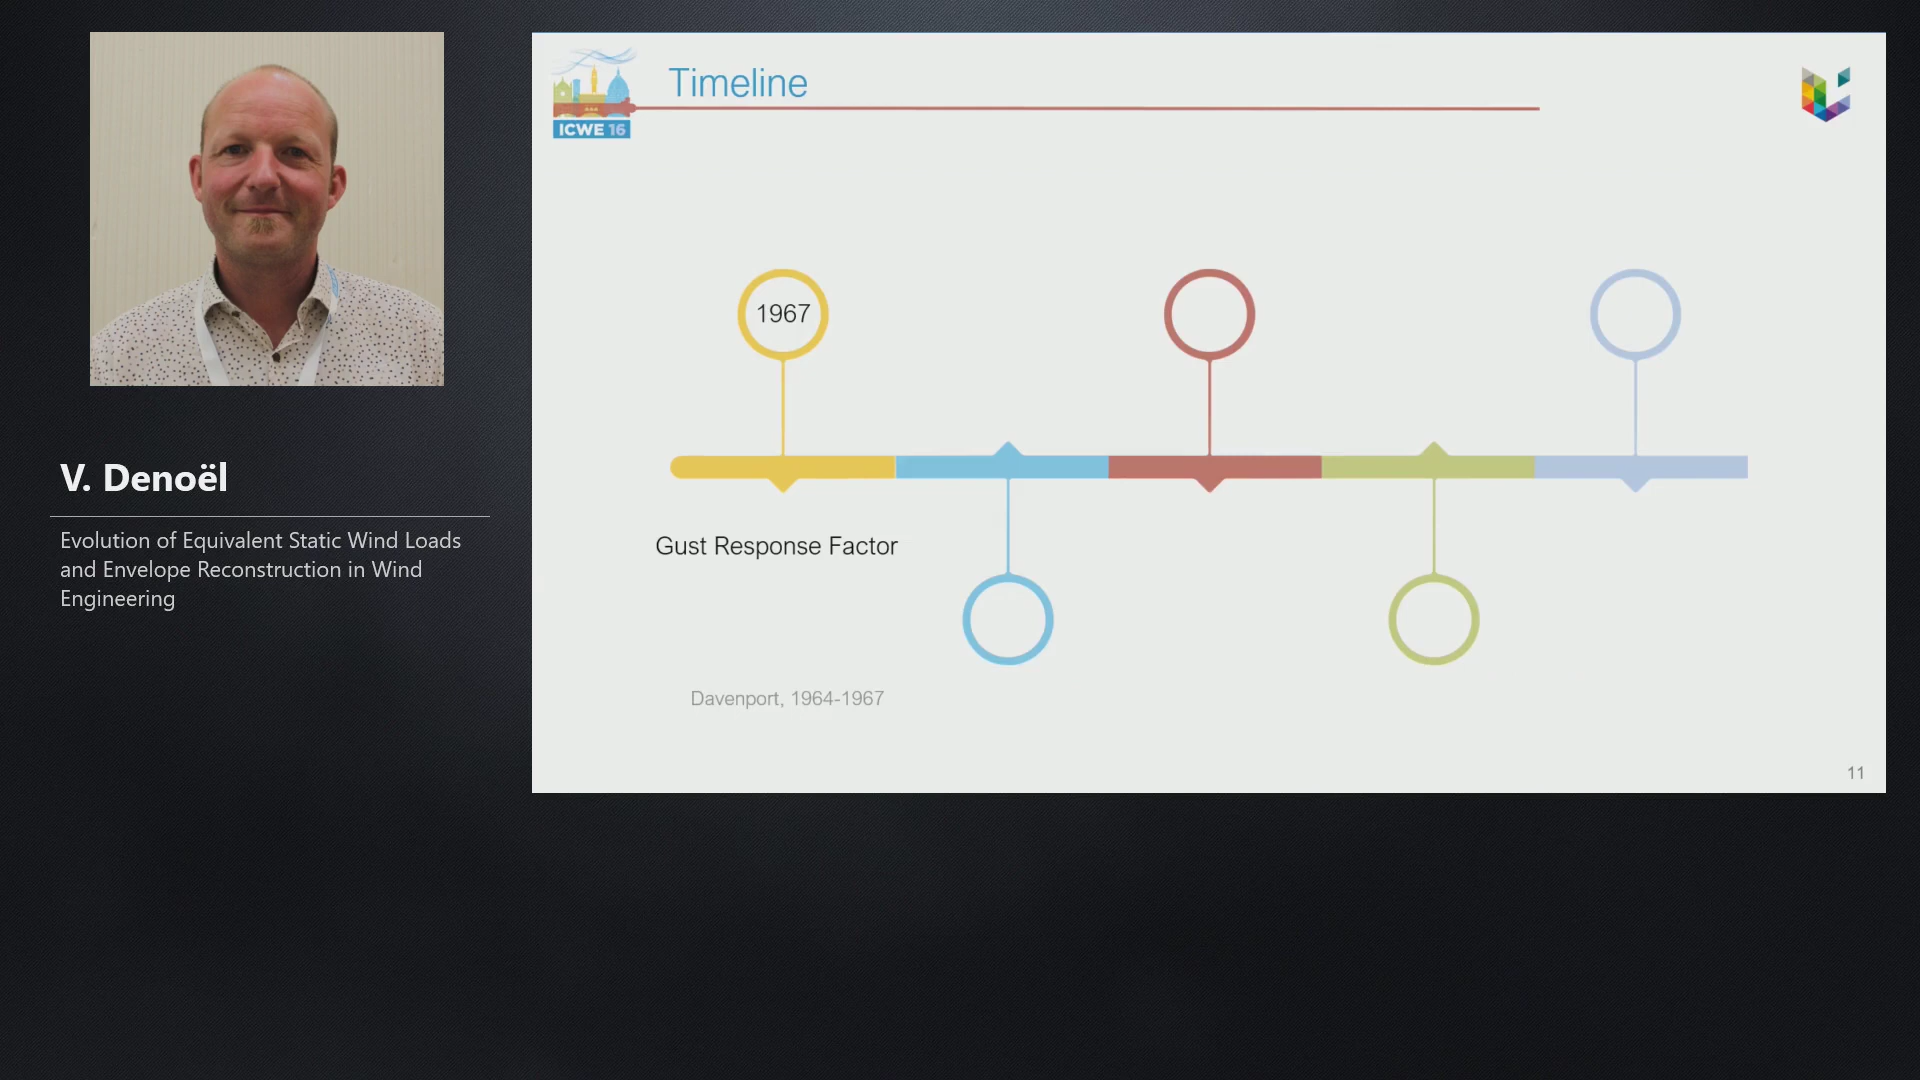 V. Denoël
Evolution of Equivalent Static Wind Loads
and Envelope Reconstruction in Wind
Engineering
ICWE 16
Timeline
1967
Gust Response Factor
Davenport, 1964-1967
11